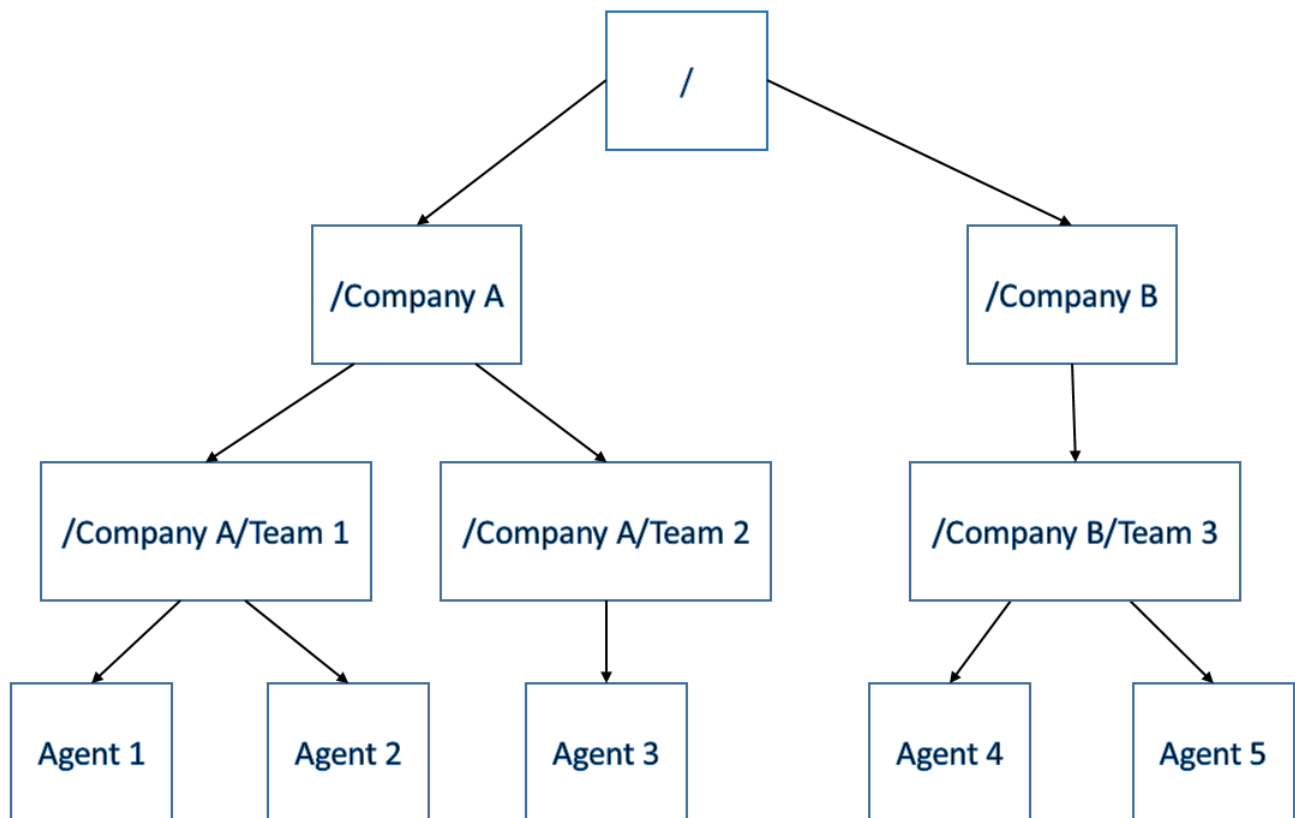 /
/Company A
/Company B
/Company A/Team 1
/Company A/Team 2
/Company B/Team 3
Agent 1
Agent 2
Agent 3
Agent 4
Agent 5